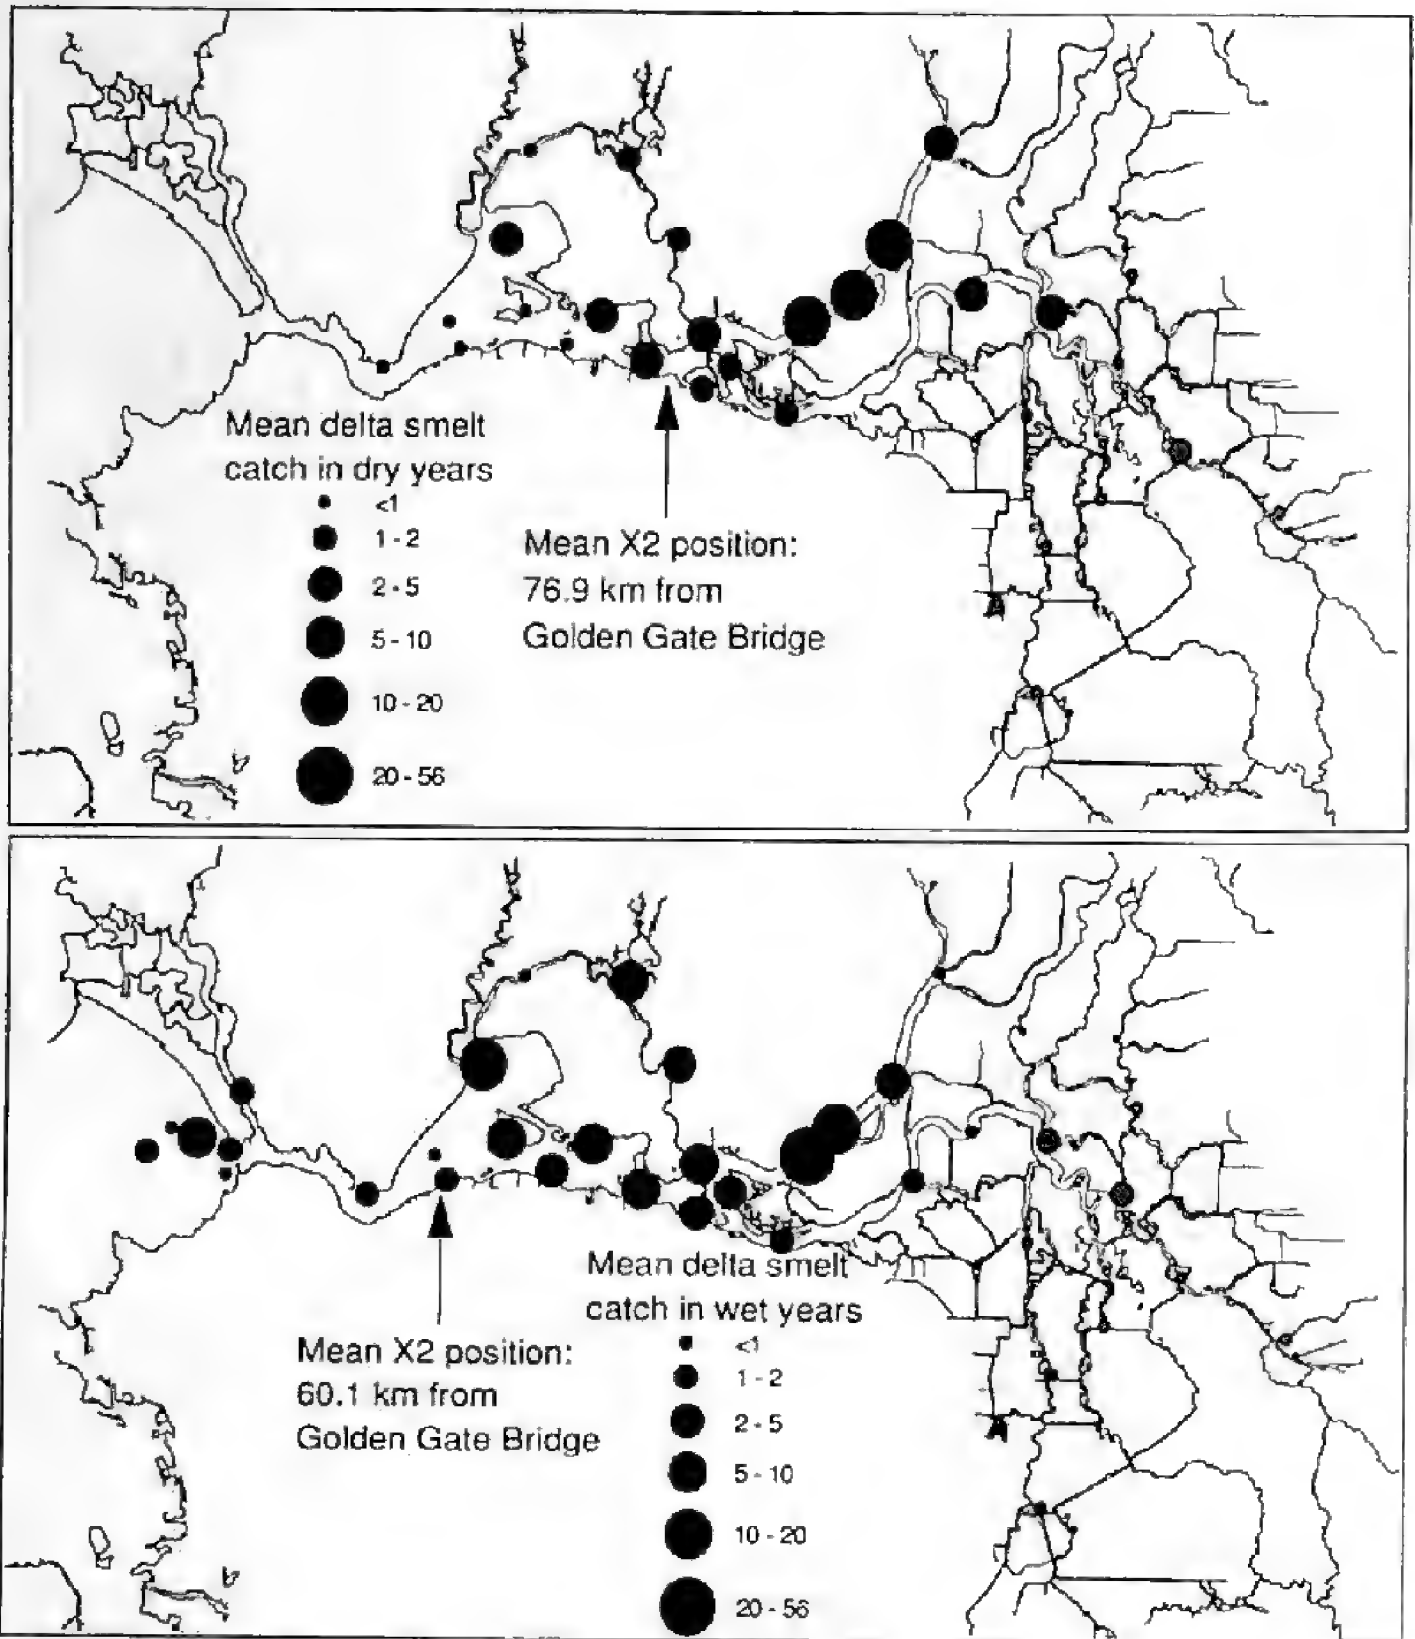 Mean delta smelt
catch in dry years
<1
1-2
2-5
5-10
10-20
20-56
Mean X2 position:
76.9 km from
Golden Gate Bridge
Mean delta smelt
catch in wet years
<1
1-2
2-5
5-10
10-20
20-56
Mean X2 position:
60.1 km from
Golden Gate Bridge